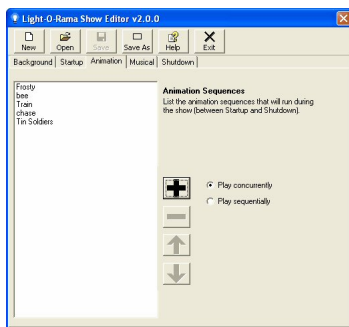 Light-O-Rama Show Editor v2.0.0
New Open Save Save As Help Exit
Background Startup Animation Musical Shutdown
Frosty
bee
Train
chase
Tin Soldiers
Animation Sequences
List the animation sequences that will run during
the show (between Startup and Shutdown).
Play concurrently
Play sequentially